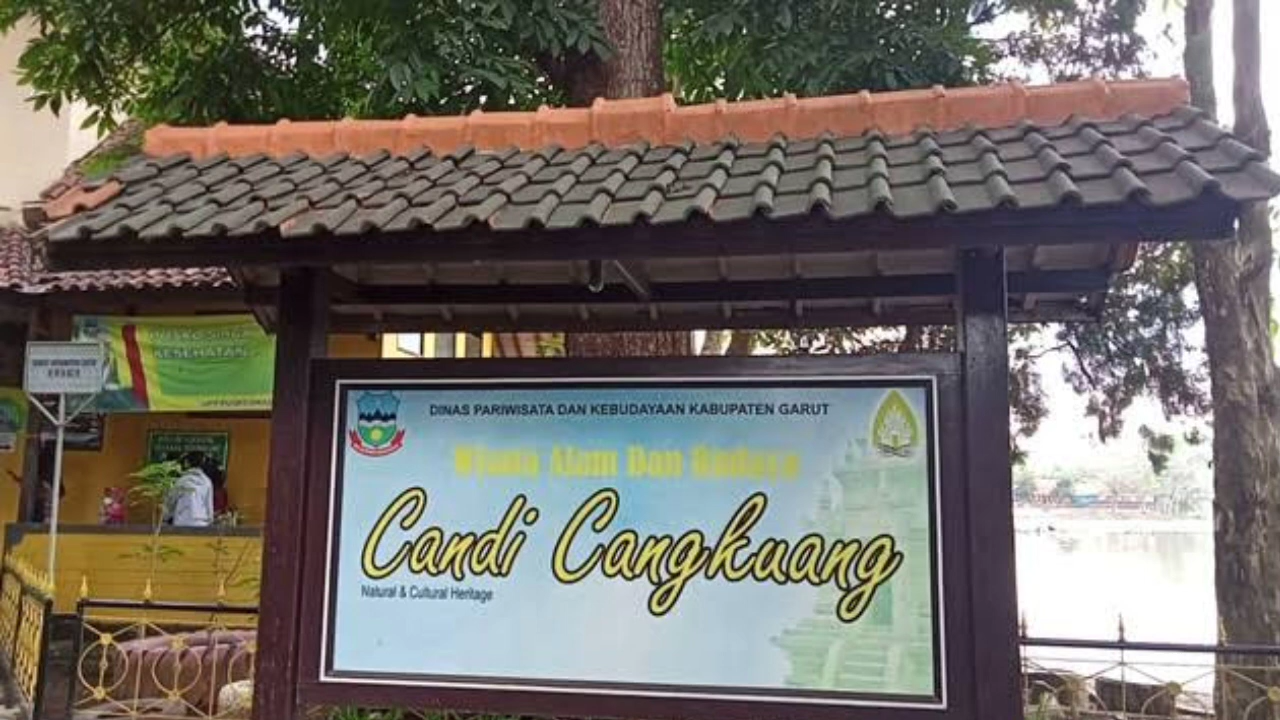 DINAS PARIWISATA DAN KEBUDAYAAN KABUPATEN GARUT
Wisata Alam Dan Budaya
Candi Cangkuang
Natural & Cultural Heritage
KESEHATAN